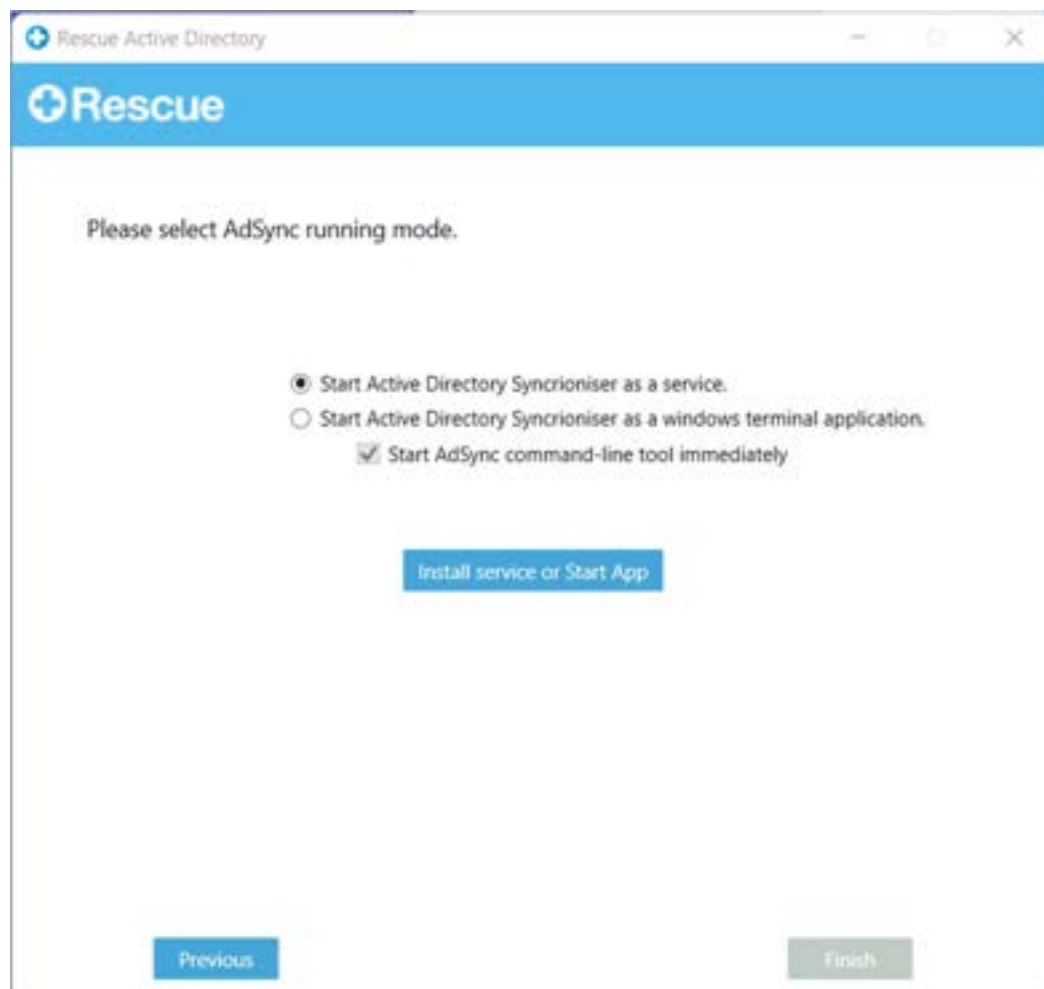 Rescue Active Directory
Rescue
Please select AdSync running mode.
Start Active Directory Syncrioniser as a service.
Start Active Directory Syncrioniser as a windows terminal application.
Start AdSync command-line tool immediately
Install service or Start App
Previous
Finish